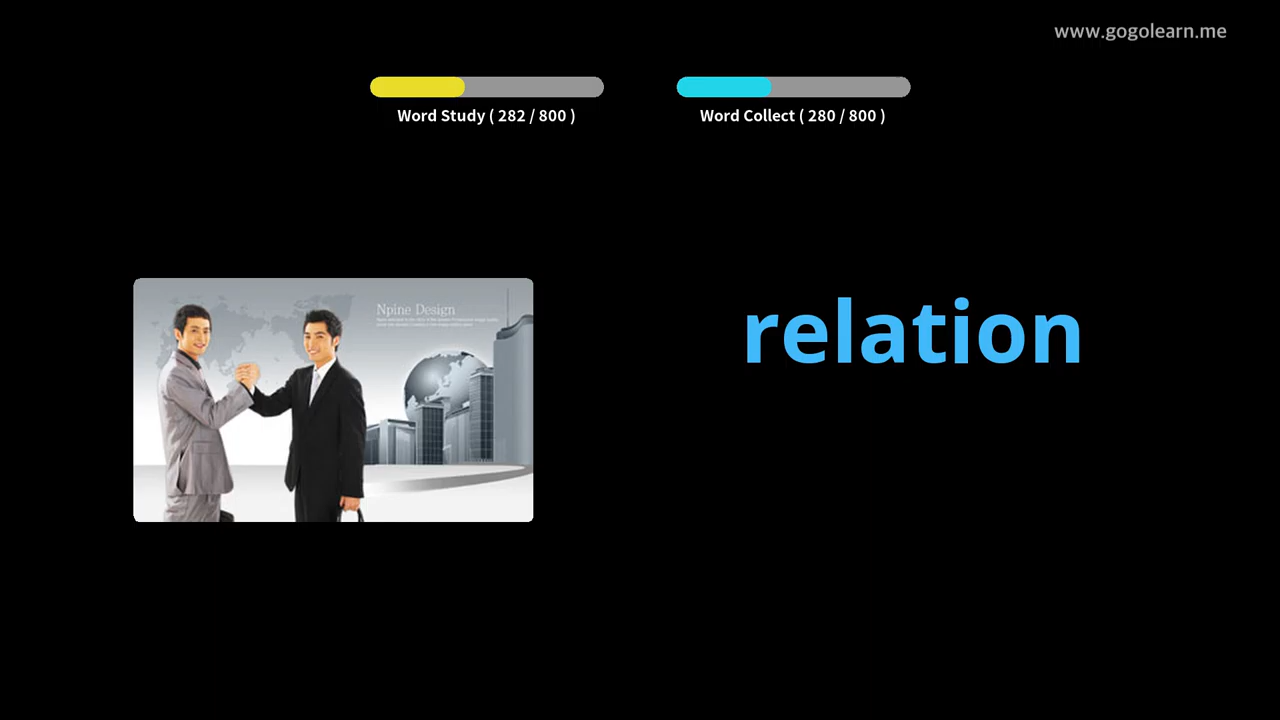 www.gogolearn.me
Word Study ( 282 / 800 )
Word Collect ( 280 / 800 )
Npine Design
relation